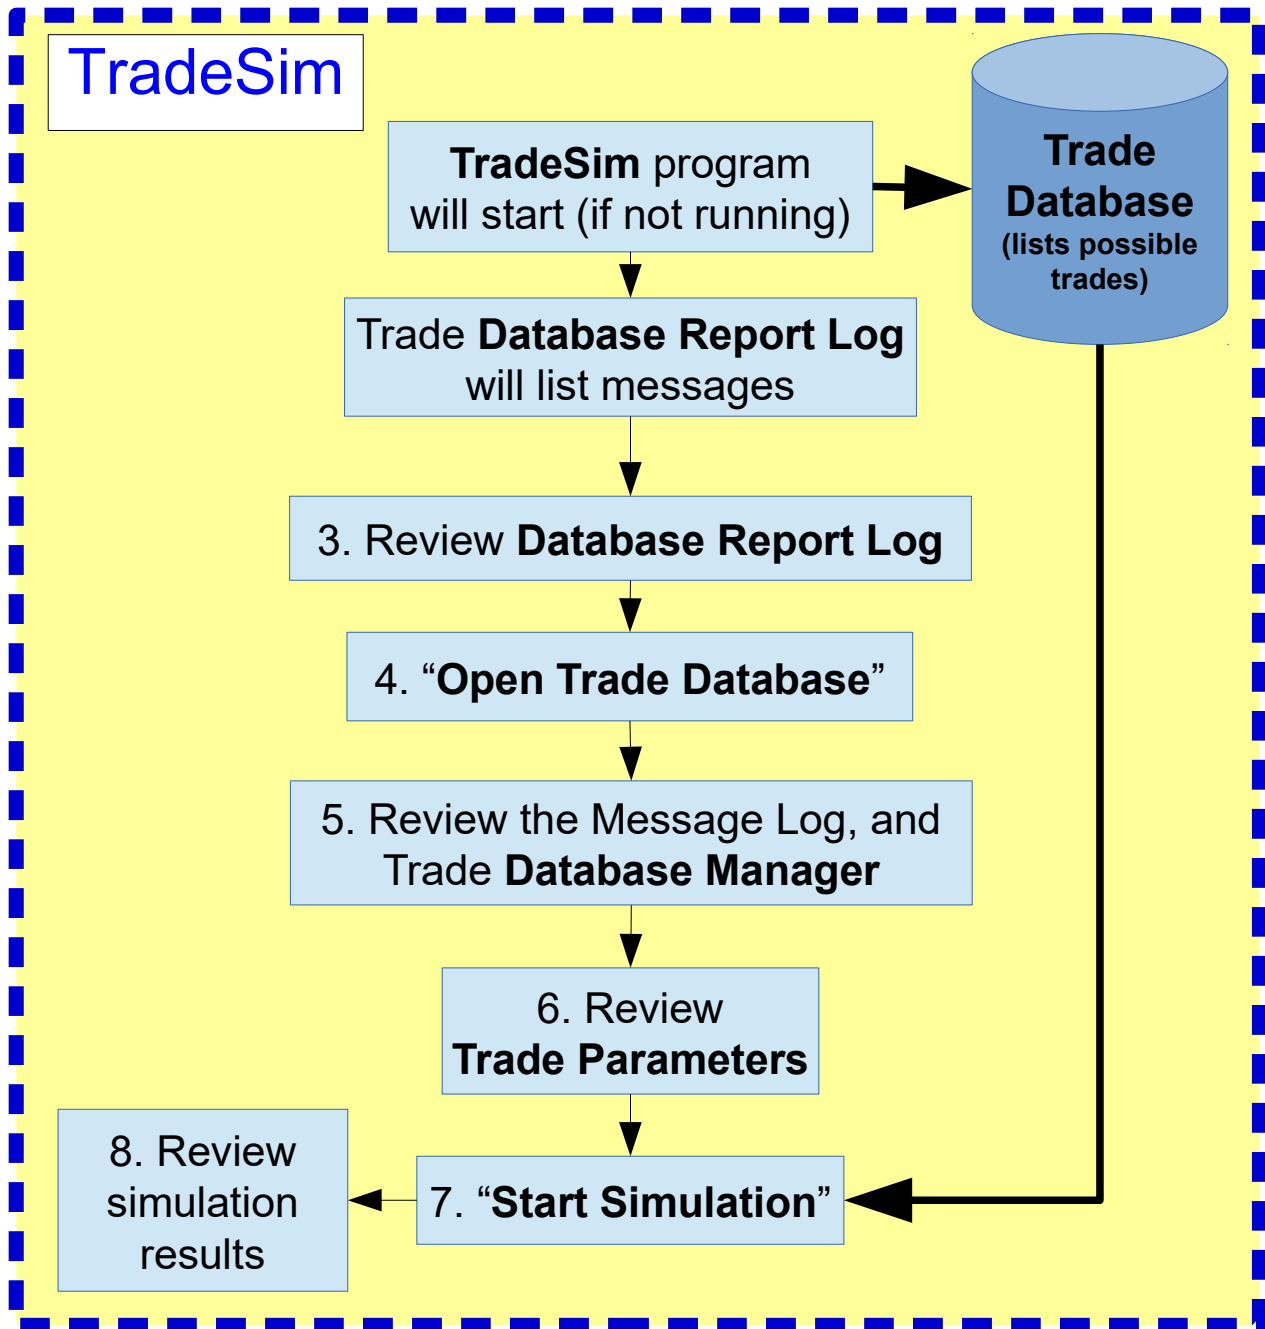 TradeSim
TradeSim program
will start (if not running)
Trade
Database
(lists possible
trades)
Trade Database Report Log
will list messages
3. Review Database Report Log
4. “Open Trade Database”
5. Review the Message Log, and
Trade Database Manager
6. Review
Trade Parameters
7. “Start Simulation”
8. Review
simulation
results